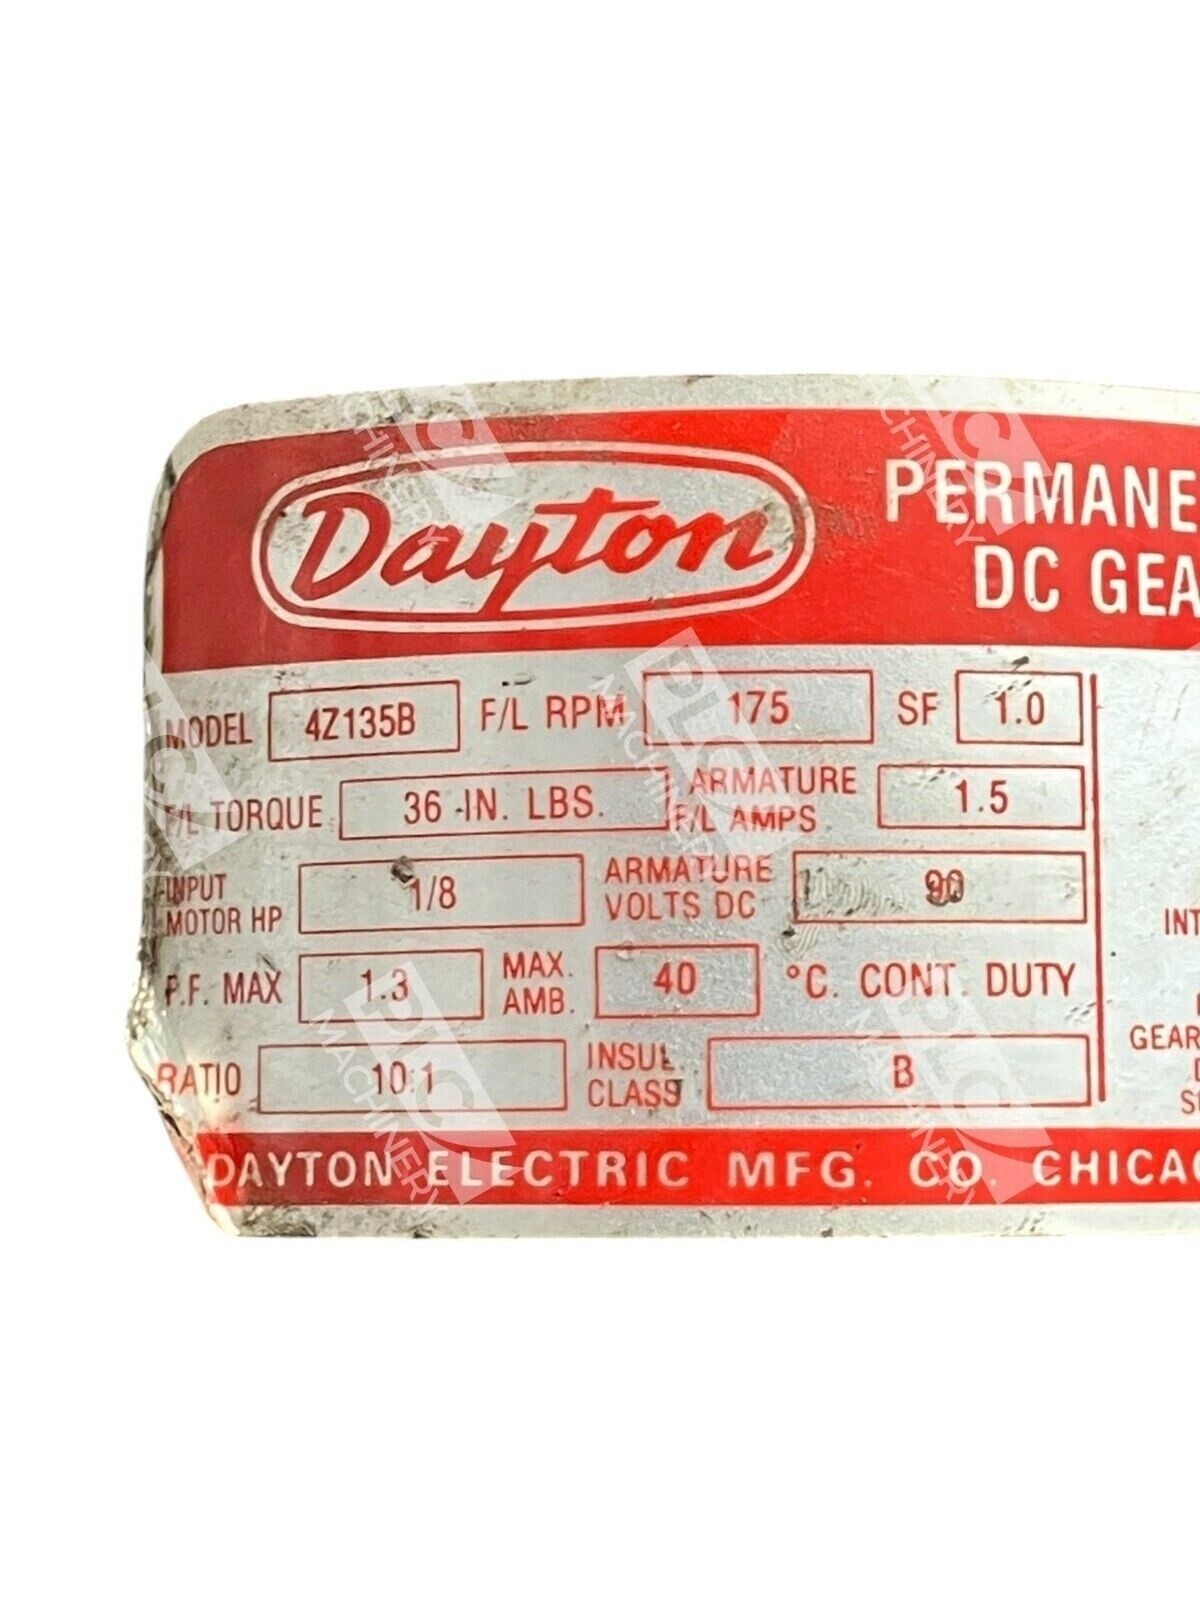 Dayton
PERMANE
DC GEA
MODEL 4Z135B F/L RPM 175 SF 1.0
F/L TORQUE 36 IN. LBS. ARMATURE F/L AMPS 1.5
INPUT MOTOR HP 1/8 ARMATURE VOLTS DC 90
F.F. MAX 1.3 MAX. AMB. 40 °C. CONT. DUTY
RATIO 10:1 INSUL CLASS B
INT
GEAR
DAYTON ELECTRIC MFG. CO. CHICAG
PLC MACHINERY